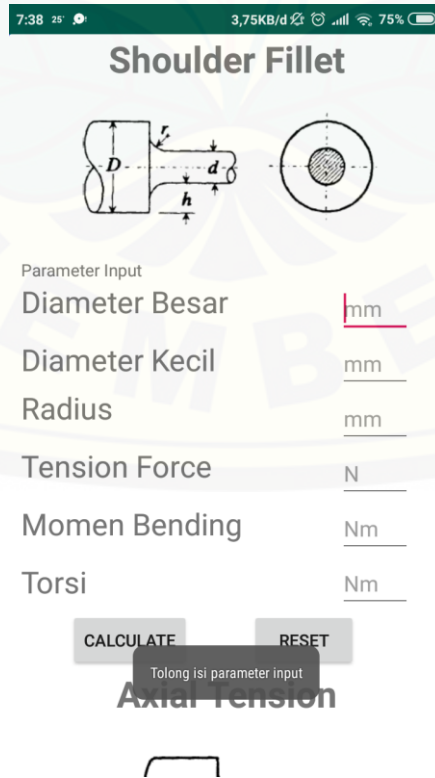 7:38 25° 3,75KB/d 75%
Shoulder Fillet
r
D d
h
Parameter Input
Diameter Besar mm
Diameter Kecil mm
Radius mm
Tension Force N
Momen Bending Nm
Torsi Nm
CALCULATE RESET
Tolong isi parameter input
Axial Tension